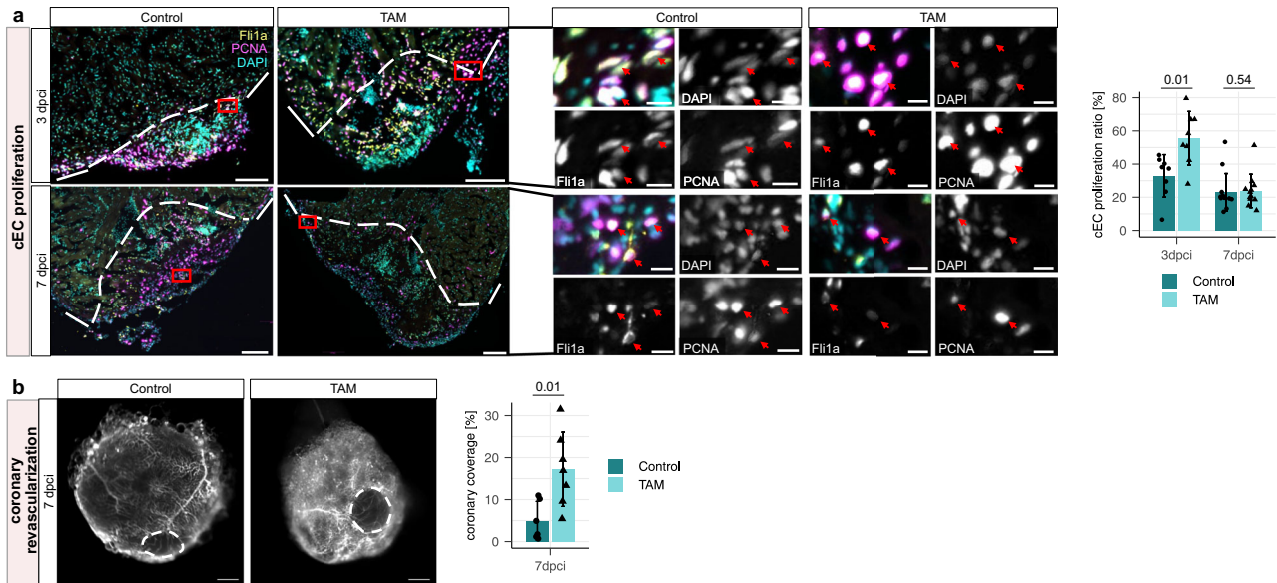 a
Control
TAM
Control
TAM
cEC proliferation
3 dpci
7 dpci
Fli1a
PCNA
DAPI
DAPI
DAPI
Fli1a
PCNA
Fli1a
PCNA
DAPI
DAPI
Fli1a
PCNA
Fli1a
PCNA
0.01
0.54
cEC proliferation ratio [%]
80
60
40
20
0
3dpci
7dpci
Control
TAM
b
Control
TAM
coronary
revascularization
7 dpci
0.01
coronary coverage [%]
30
20
10
0
7dpci
Control
TAM